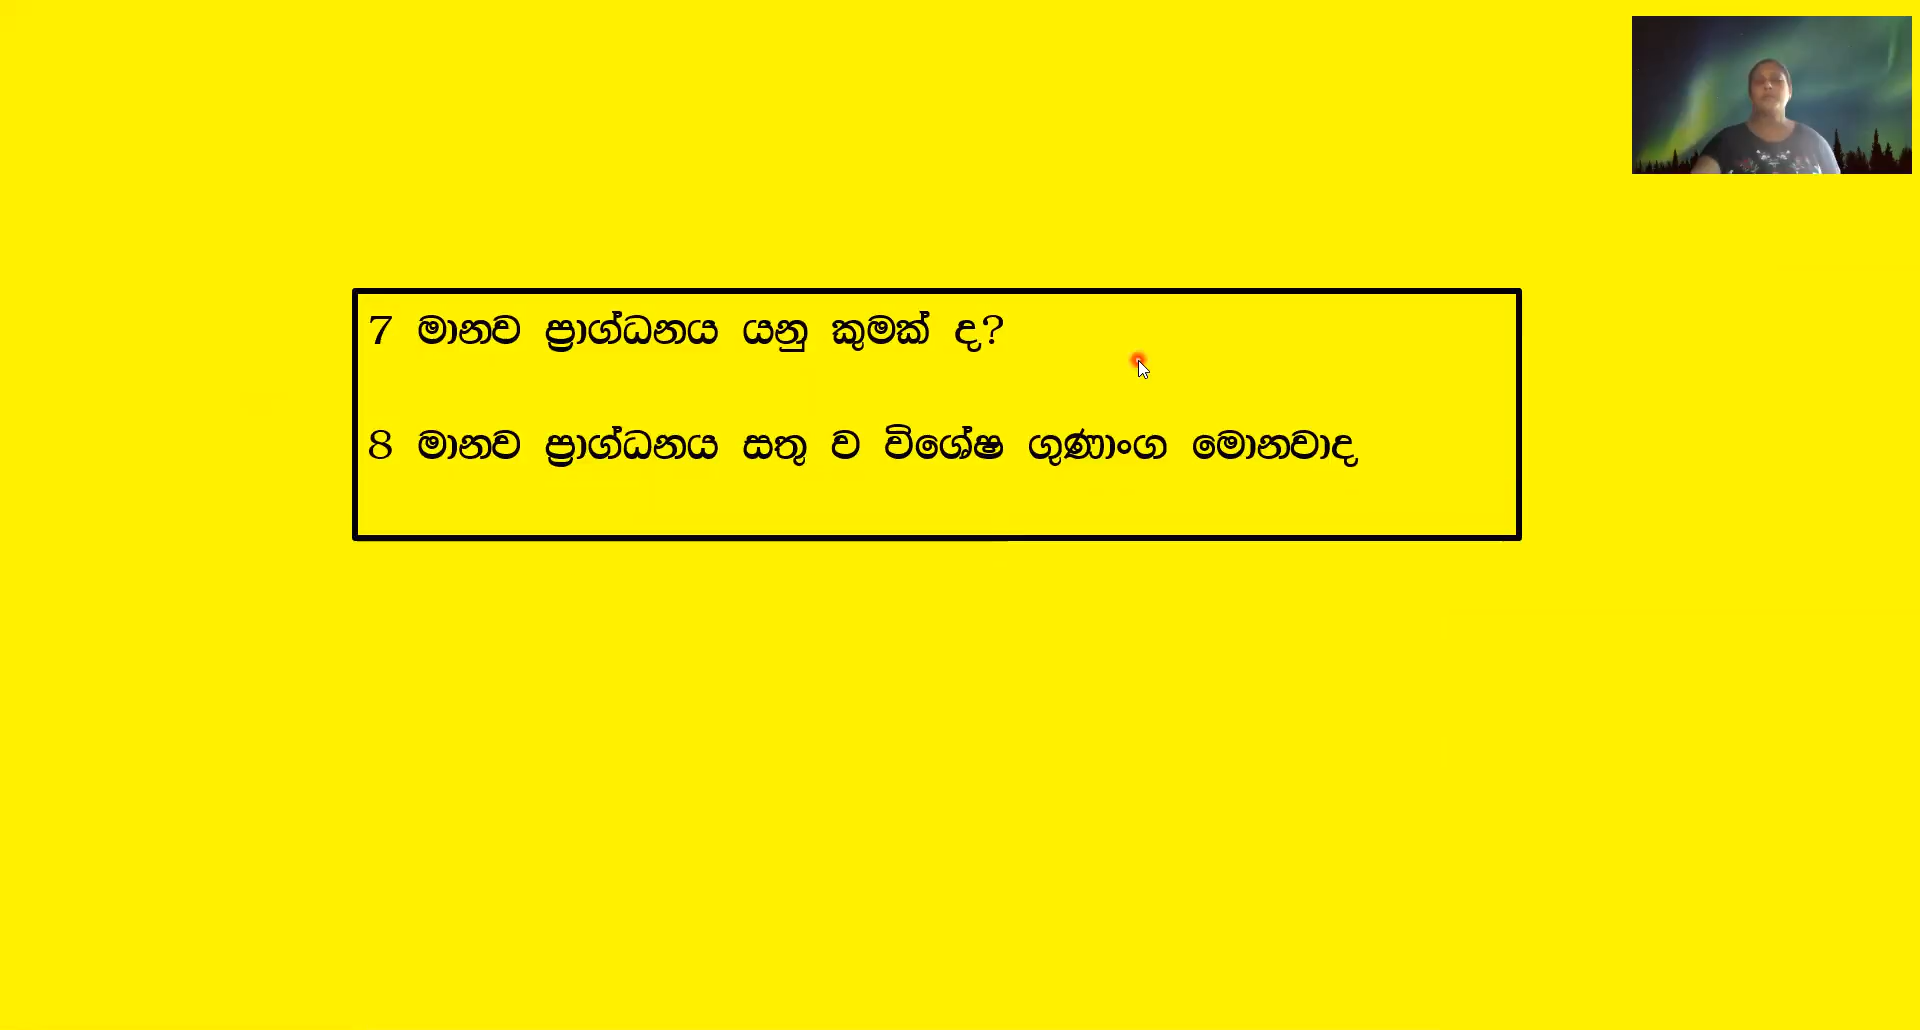 7 මානව ප්‍රාග්ධනය යනු කුමක් ද?
8 මානව ප්‍රාග්ධනය සතු ව විශේෂ ගුණාංග මොනවාද